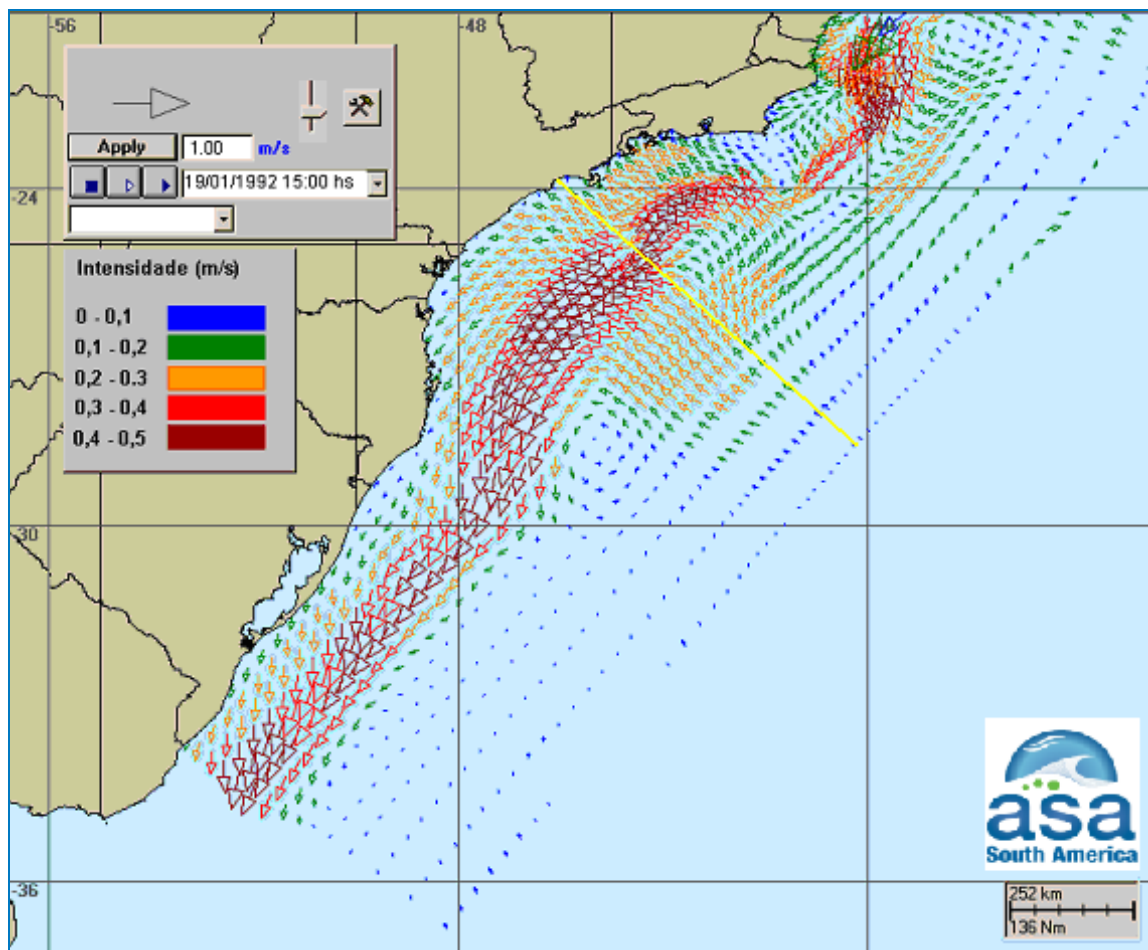 -56
-48
Apply
1.00
m/s
19/01/1992 15:00 hs
-24
Intensidade (m/s)
0 - 0,1
0,1 - 0,2
0,2 - 0.3
0,3 - 0,4
0,4 - 0,5
-30
asa
South America
-36
252 km
136 Nm